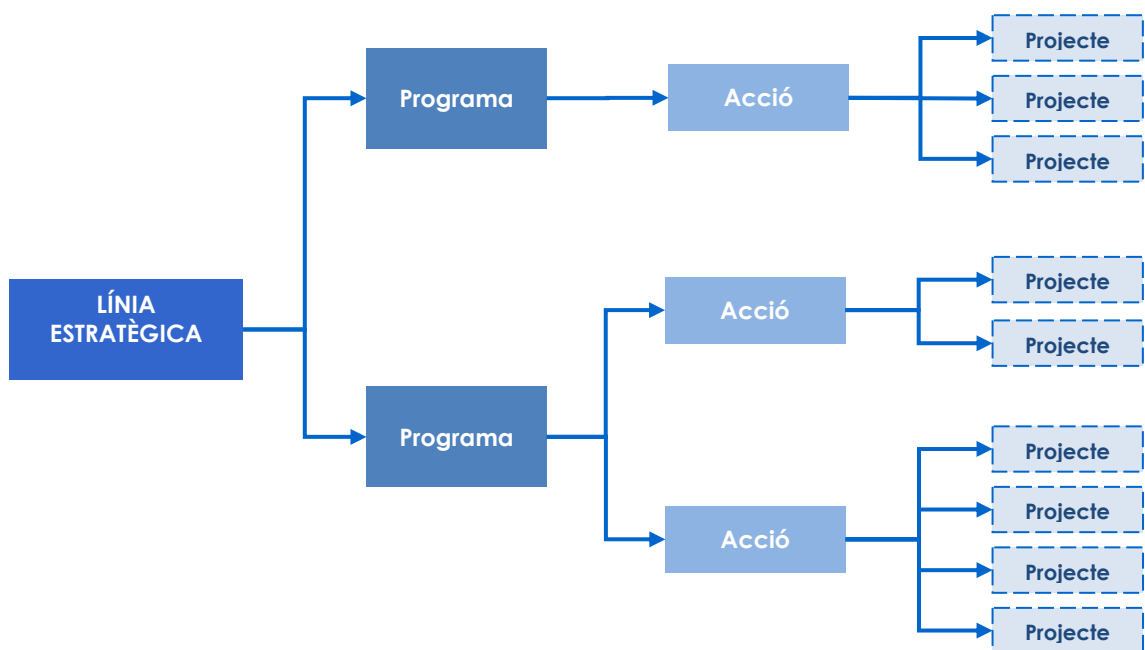 Projecte
Programa
Acció
Projecte
Projecte
LÍNIA
ESTRATÈGICA
Acció
Projecte
Projecte
Programa
Acció
Projecte
Projecte
Projecte
Projecte